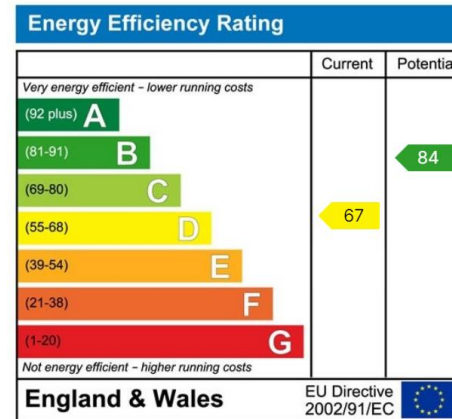 Energy Efficiency Rating
Current Potentia
Very energy efficient – lower running costs
(92 plus) A
(81-91) B
84
(69-80) C
(55-68) D
67
(39-54) E
(21-38) F
(1-20) G
Not energy efficient – higher running costs
England & Wales
EU Directive
2002/91/EC